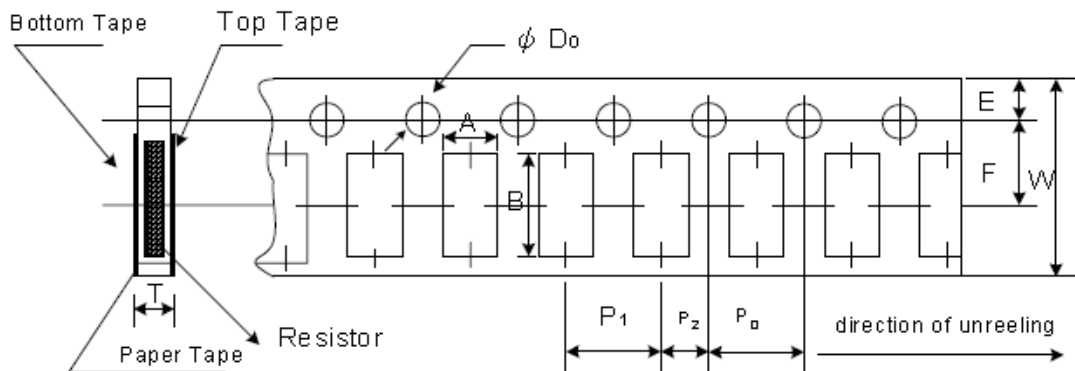 Bottom Tape
Top Tape
ϕ Do
E
A
F
W
B
T
P1
P2
Po
direction of unreeling
Resistor
Paper Tape